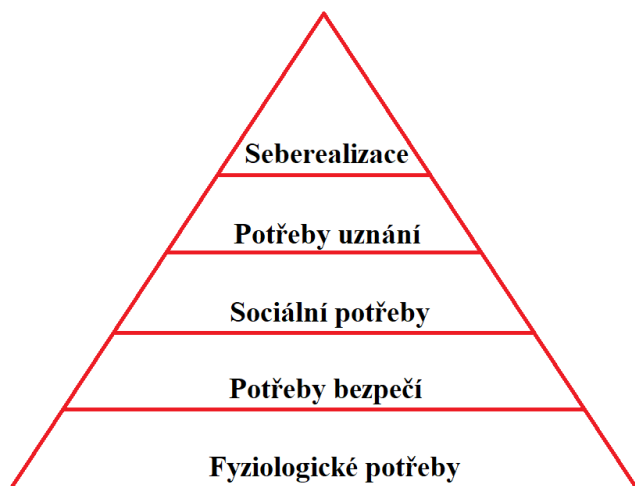 Seberealizace
Potřeby uznání
Sociální potřeby
Potřeby bezpečí
Fyziologické potřeby